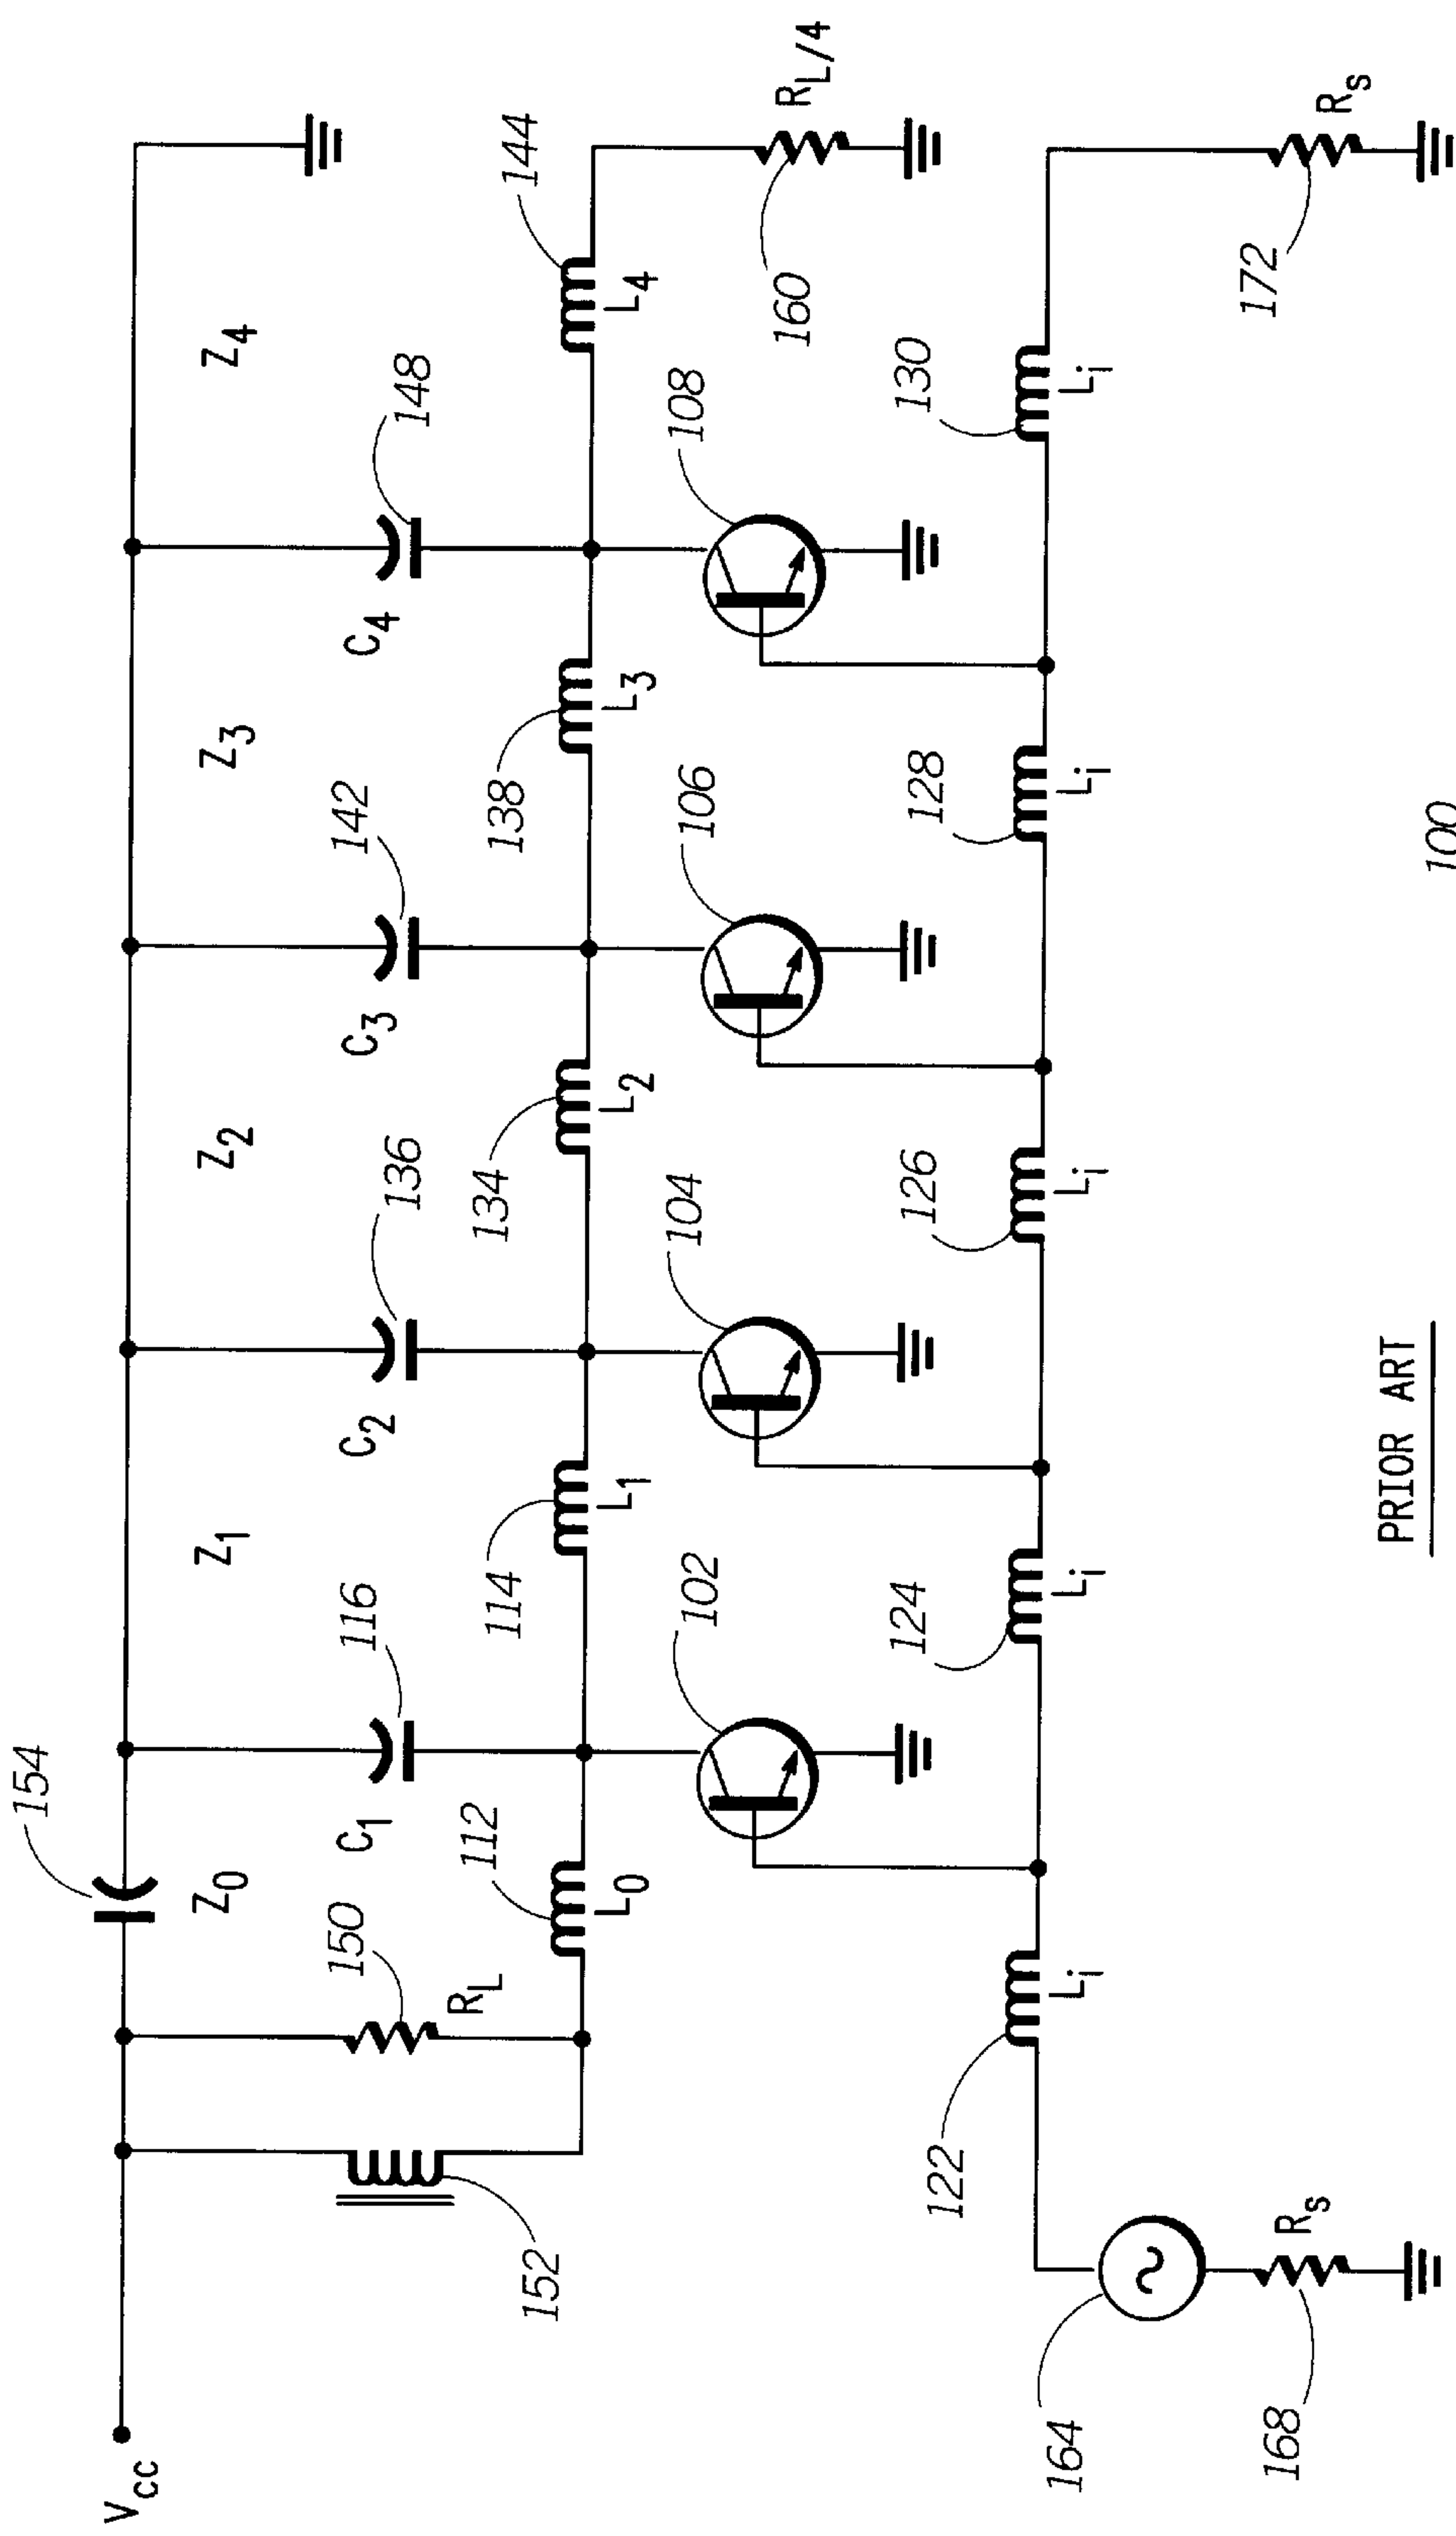 V_CC
154
Z_0
Z_1
Z_2
Z_3
Z_4
150
R_L
C_1
116
C_2
136
C_3
142
C_4
148
152
112
L_0
114
L_1
134
L_2
138
L_3
144
L_4
102
104
106
108
160
R_L/4
122
L_i
124
L_i
126
L_i
128
L_i
130
L_i
164
168
R_s
172
R_s
PRIOR ART
100